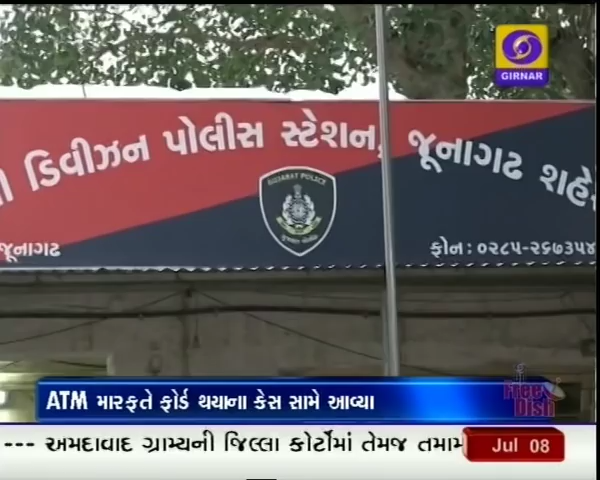 GIRNAR
ડિવીઝન પોલીસ સ્ટેશન, જૂનાગઢ
GUJARAT POLICE
જૂનાગઢ
ફોન : ૦૨૮૫-૨૬૭૩૫૪
ATM મારફતે ફોર્ડ થયાના કેસ સામે આવ્યા
Free Dish
--- અમદાવાદ ગ્રામ્યની જિલ્લા કોર્ટોમાં તેમજ તમામ
Jul 08